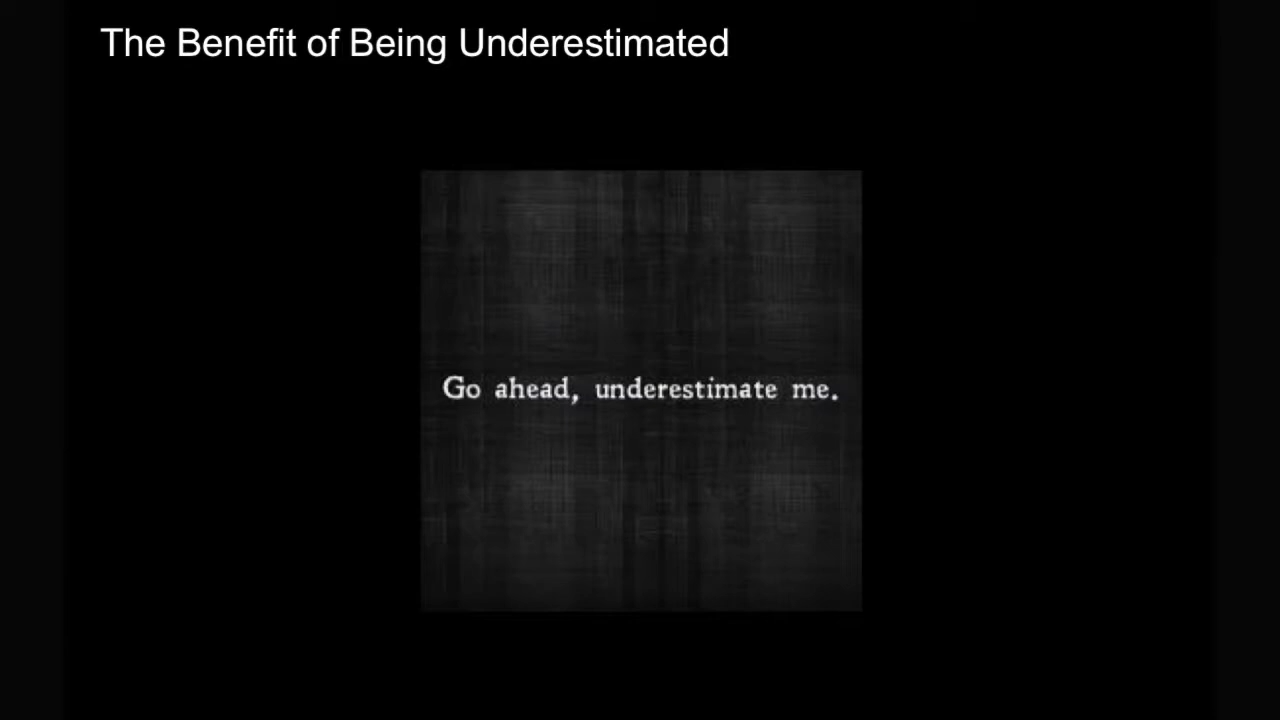 The Benefit of Being Underestimated
Go ahead, underestimate me.